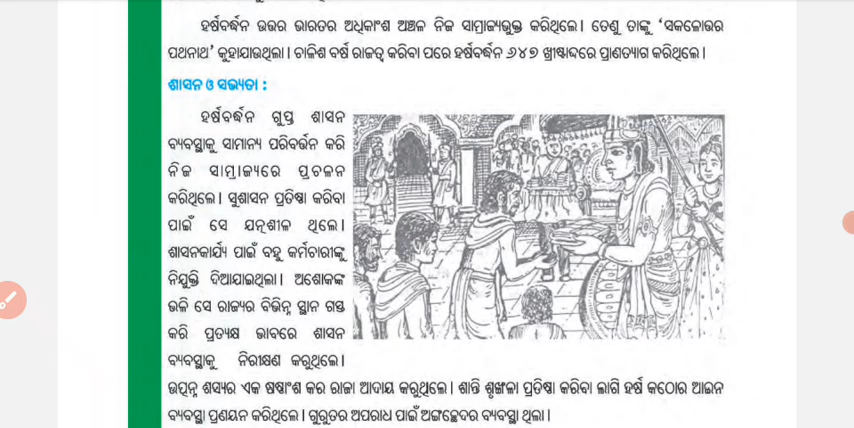 ହର୍ଷବର୍ଦ୍ଧନ ଉତ୍ତର ଭାରତର ଅଧିକାଂଶ ଅଞ୍ଚଳ ନିଜ ସାମ୍ରାଜ୍ୟଭୁକ୍ତ କରିଥିଲେ । ତେଣୁ ତାଙ୍କୁ ‘ସକଳୋତ୍ତର
ପଥନାଥ’ କୁହାଯାଉଥିଲା । ଚାଳିଶ ବର୍ଷ ରାଜତ୍ୱ କରିବା ପରେ ହର୍ଷବର୍ଦ୍ଧନ ୬୪୭ ଖ୍ରୀଷ୍ଟାବ୍ଦରେ ପ୍ରାଣତ୍ୟାଗ କରିଥିଲେ ।
ଶାସନ ଓ ସଭ୍ୟତା :
ହର୍ଷବର୍ଦ୍ଧନ ଗୁପ୍ତ ଶାସନ
ବ୍ୟବସ୍ଥାକୁ ସାମାନ୍ୟ ପରିବର୍ତ୍ତନ କରି
ନିଜ ସାମ୍ରାଜ୍ୟରେ ପ୍ରଚଳନ
କରିଥିଲେ । ସୁଶାସନ ପ୍ରତିଷ୍ଠା କରିବା
ପାଇଁ ସେ ଯତ୍ନଶୀଳ ଥିଲେ ।
ଶାସନକାର୍ଯ୍ୟ ପାଇଁ ବହୁ କର୍ମଚାରୀଙ୍କୁ
ନିଯୁକ୍ତି ଦିଆଯାଇଥିଲା । ଅଶୋକଙ୍କ
ଭଳି ସେ ରାଜ୍ୟର ବିଭିନ୍ନ ସ୍ଥାନ ଗସ୍ତ
କରି ପ୍ରତ୍ୟକ୍ଷ ଭାବରେ ଶାସନ
ବ୍ୟବସ୍ଥାକୁ ନିରୀକ୍ଷଣ କରୁଥିଲେ ।
ଉତ୍ପନ୍ନ ଶସ୍ୟର ଏକ ଷଷ୍ଠାଂଶ କର ରାଜା ଆଦାୟ କରୁଥିଲେ । ଶାନ୍ତି ଶୃଙ୍ଖଳା ପ୍ରତିଷ୍ଠା କରିବା ଲାଗି ହର୍ଷ କଠୋର ଆଇନ
ବ୍ୟବସ୍ଥା ପ୍ରଣୟନ କରିଥିଲେ । ଗୁରୁତର ଅପରାଧ ପାଇଁ ଅଙ୍ଗଚ୍ଛେଦର ବ୍ୟବସ୍ଥା ଥିଲା ।